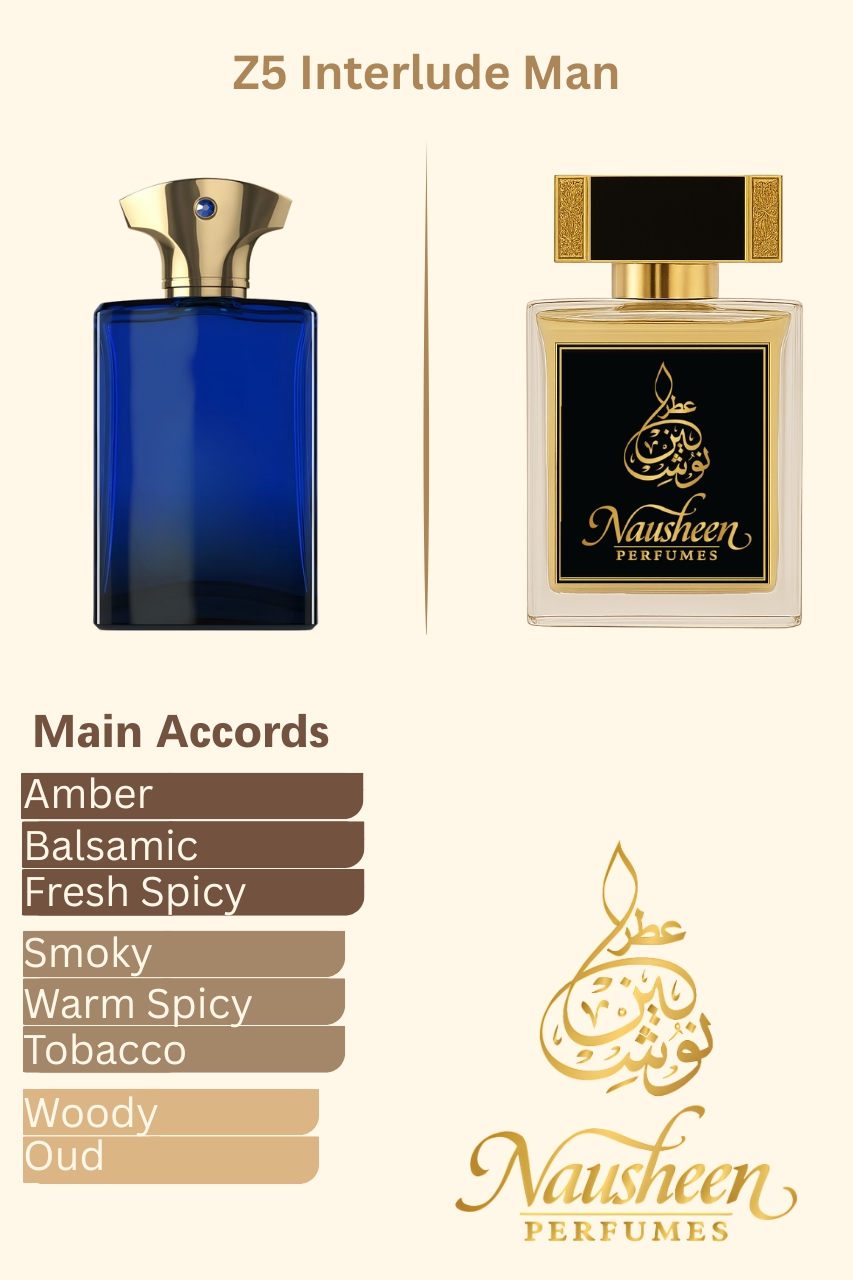 Z5 Interlude Man
عطر
نوشين
Nausheen
PERFUMES
Main Accords
Amber
Balsamic
Fresh Spicy
Smoky
Warm Spicy
Tobacco
Woody
Oud
عطر
نوشين
Nausheen
PERFUMES